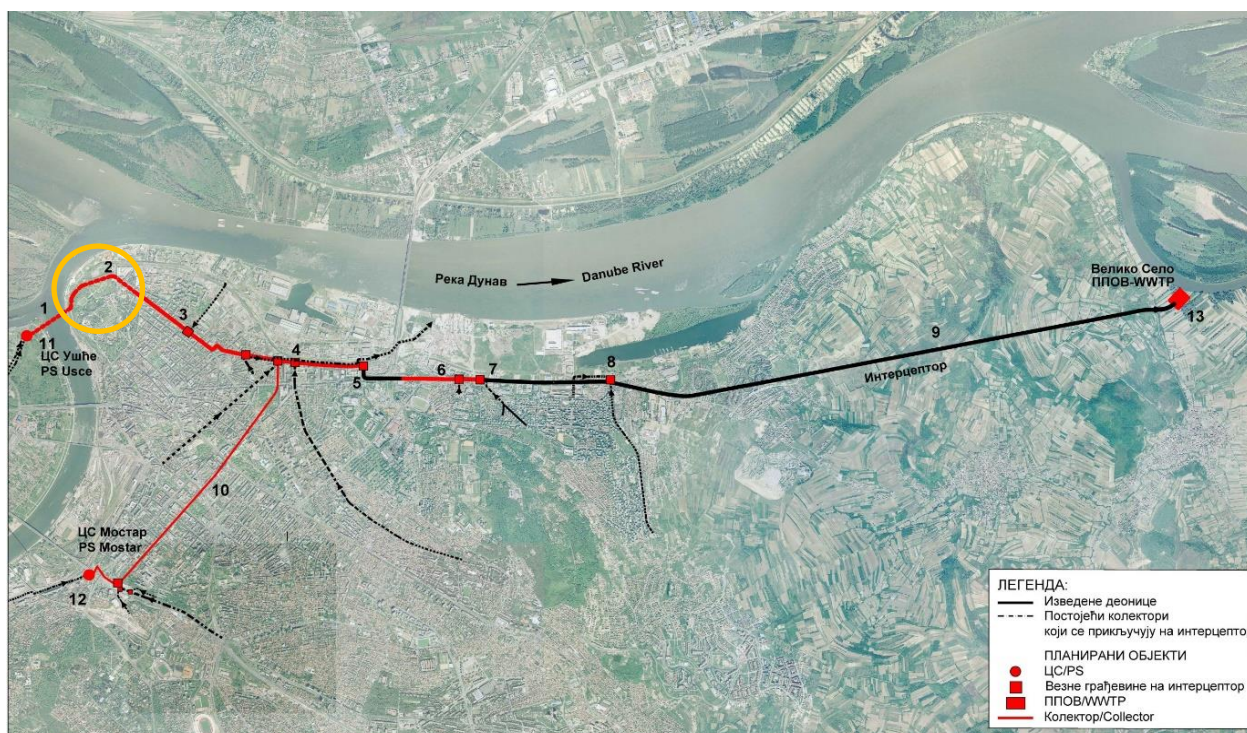 2
1
11
ЦС Ушће
PS Usce
3
4
5
6
7
8
9
10
12
13
Река Дунав
Danube River
Велико Село
ППОВ-WWTP
Интерцептор
ЦС Мостар
PS Mostar
ЛЕГЕНДА:
Изведене деонице
Постојећи колектори
који се прикључују на интерцепто
ПЛАНИРАНИ ОБЈЕКТИ
ЦС/PS
Везне грађевине на интерцептор
ППОВ/WWTP
Колектор/Collector